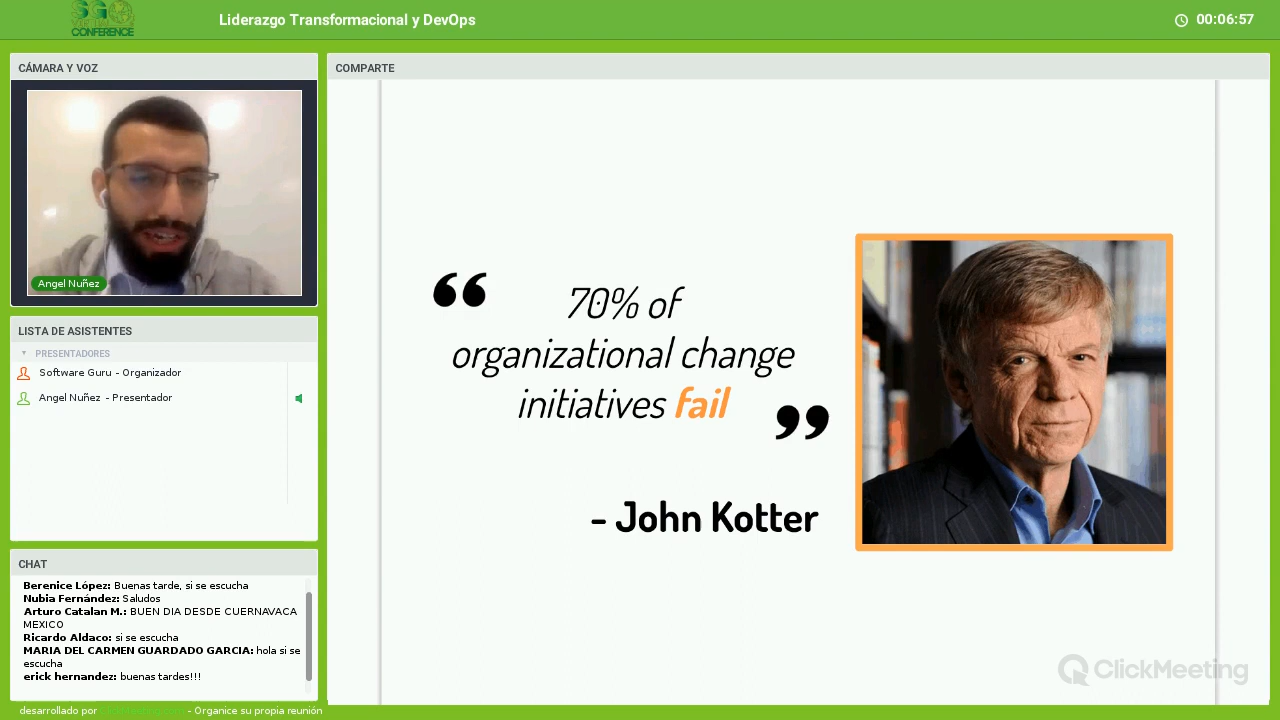 SG VIRTUAL
CONFERENCE
Liderazgo Transformacional y DevOps
00:06:57
CÁMARA Y VOZ
Angel Nuñez
LISTA DE ASISTENTES
PRESENTADORES
Software Guru - Organizador
Angel Nuñez - Presentador
CHAT
Berenice López: Buenas tarde, si se escucha
Nubia Fernández: Saludos
Arturo Catalan M.: BUEN DIA DESDE CUERNAVACA
MEXICO
Ricardo Aldaco: si se escucha
MARIA DEL CARMEN GUARDADO GARCIA: hola si se
escucha
erick hernandez: buenas tardes!!!
desarrollado por - Organice su propia reunión
COMPARTE
“ 70% of
organizational change
initiatives fail ”
- John Kotter
ClickMeeting